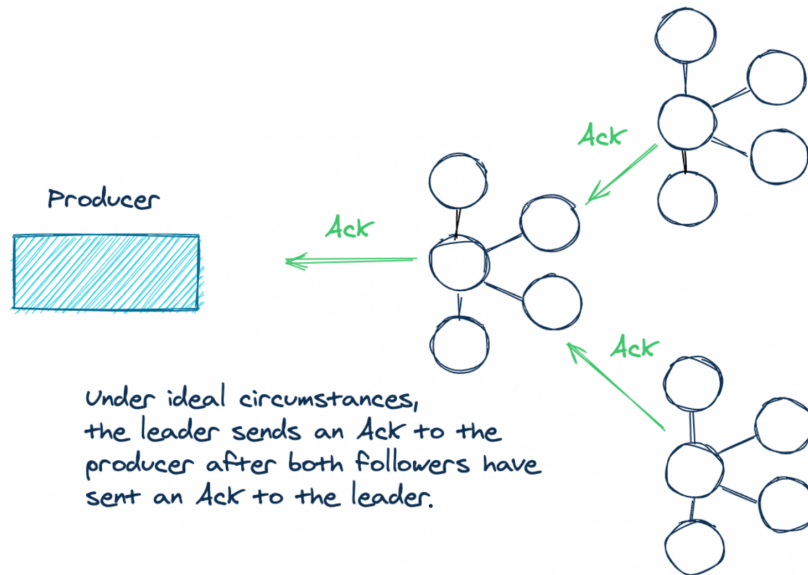 Producer
Ack
Ack
Ack
Under ideal circumstances,
the leader sends an Ack to the
producer after both followers have
sent an Ack to the leader.